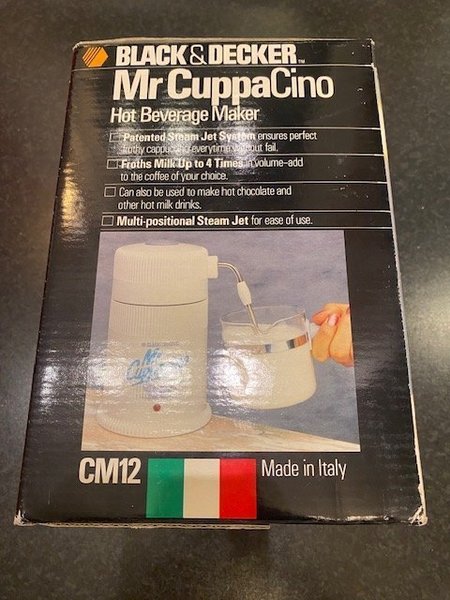 BLACK & DECKER™
Mr CuppaCino
Hot Beverage Maker
Patented Steam Jet System ensures perfect
frothy cappuccino everytime without fail.
Froths Milk Up to 4 Times in volume–add
to the coffee of your choice.
Can also be used to make hot chocolate and
other hot milk drinks.
Multi-positional Steam Jet for ease of use.
BLACK & DECKER
Mr
CM12
Made in Italy